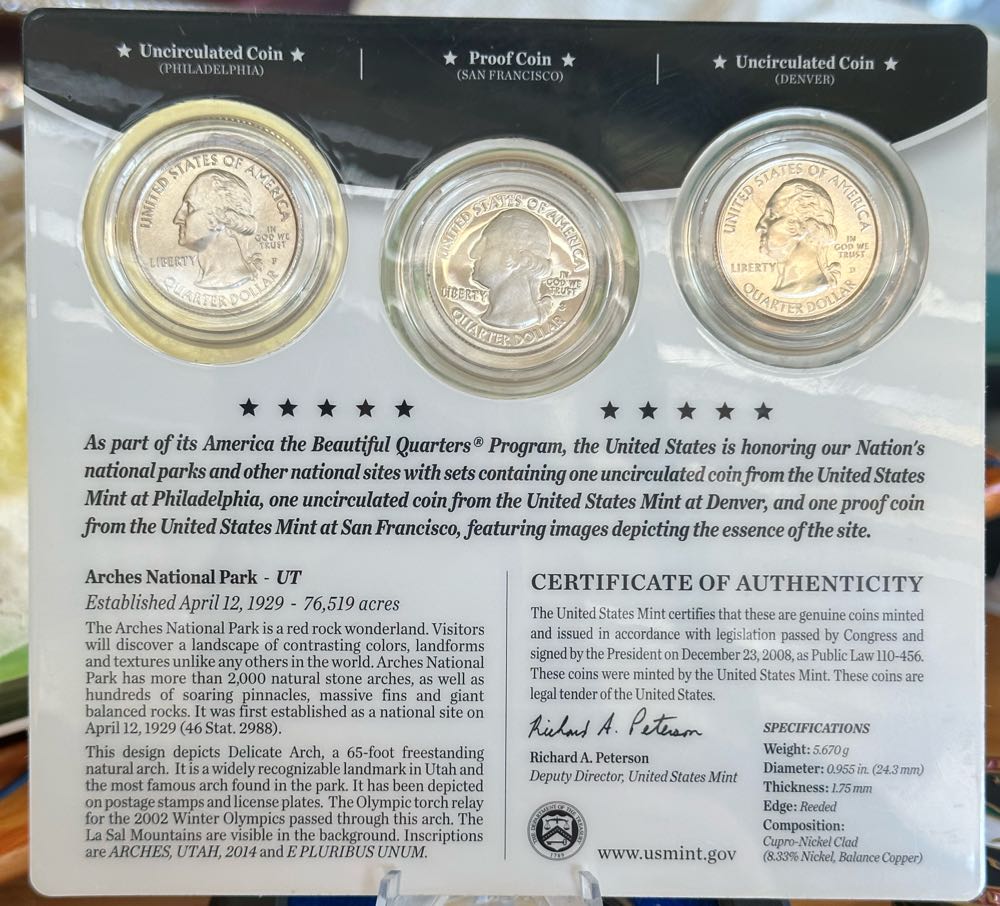 ★ Uncirculated Coin ★
(PHILADELPHIA)
★ Proof Coin ★
(SAN FRANCISCO)
★ Uncirculated Coin ★
(DENVER)
UNITED STATES OF AMERICA
IN
GOD WE
TRUST
LIBERTY
P
QUARTER DOLLAR
UNITED STATES OF AMERICA
IN
GOD WE
TRUST
LIBERTY
S
QUARTER DOLLAR
UNITED STATES OF AMERICA
IN
GOD WE
TRUST
LIBERTY
D
QUARTER DOLLAR
★ ★ ★ ★ ★ ★ ★ ★ ★ ★
As part of its America the Beautiful Quarters® Program, the United States is honoring our Nation's
national parks and other national sites with sets containing one uncirculated coin from the United States
Mint at Philadelphia, one uncirculated coin from the United States Mint at Denver, and one proof coin
from the United States Mint at San Francisco, featuring images depicting the essence of the site.
Arches National Park - UT
Established April 12, 1929 - 76,519 acres
The Arches National Park is a red rock wonderland. Visitors
will discover a landscape of contrasting colors, landforms
and textures unlike any others in the world. Arches National
Park has more than 2,000 natural stone arches, as well as
hundreds of soaring pinnacles, massive fins and giant
balanced rocks. It was first established as a national site on
April 12, 1929 (46 Stat. 2988).
This design depicts Delicate Arch, a 65-foot freestanding
natural arch. It is a widely recognizable landmark in Utah and
the most famous arch found in the park. It has been depicted
on postage stamps and license plates. The Olympic torch relay
for the 2002 Winter Olympics passed through this arch. The
La Sal Mountains are visible in the background. Inscriptions
are ARCHES, UTAH, 2014 and E PLURIBUS UNUM.
CERTIFICATE OF AUTHENTICITY
The United States Mint certifies that these are genuine coins minted
and issued in accordance with legislation passed by Congress and
signed by the President on December 23, 2008, as Public Law 110-456.
These coins were minted by the United States Mint. These coins are
legal tender of the United States.
Richard A. Peterson
Richard A. Peterson
Deputy Director, United States Mint
THE DEPARTMENT OF THE TREASURY
1789
www.usmint.gov
SPECIFICATIONS
Weight: 5.670 g
Diameter: 0.955 in. (24.3 mm)
Thickness: 1.75 mm
Edge: Reeded
Composition:
Cupro-Nickel Clad
(8.33% Nickel, Balance Copper)